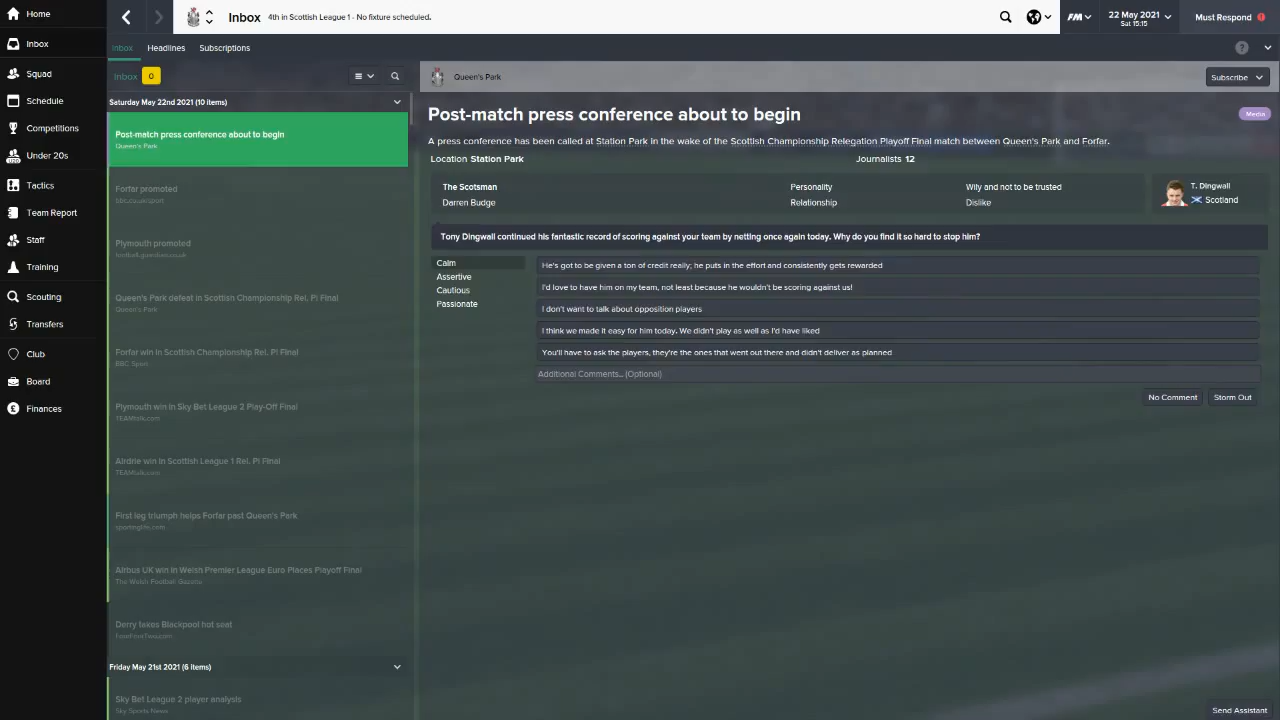 Home
Inbox
Squad
Schedule
Competitions
Under 20s
Tactics
Team Report
Staff
Training
Scouting
Transfers
Club
Board
Finances
Inbox
4th in Scottish League 1 - No fixture scheduled.
FM
22 May 2021
Sat 15:15
Must Respond
Inbox
Headlines
Subscriptions
?
Inbox 0
Saturday May 22nd 2021 (10 items)
Post-match press conference about to begin
Queen's Park
Forfar promoted
bbc.co.uk/sport
Plymouth promoted
football.guardian.co.uk
Queen's Park defeat in Scottish Championship Rel. Pl Final
Queen's Park
Forfar win in Scottish Championship Rel. Pl Final
BBC Sport
Plymouth win in Sky Bet League 2 Play-Off Final
TEAMtalk.com
Airdrie win in Scottish League 1 Rel. Pl Final
TEAMtalk.com
First leg triumph helps Forfar past Queen's Park
sportinglife.com
Airbus UK win in Welsh Premier League Euro Places Playoff Final
The Welsh Football Gazette
Derry takes Blackpool hot seat
FourFourTwo.com
Friday May 21st 2021 (6 items)
Sky Bet League 2 player analysis
Sky Sports News
Queen's Park
Subscribe
Post-match press conference about to begin
Media
A press conference has been called at Station Park in the wake of the Scottish Championship Relegation Playoff Final match between Queen's Park and Forfar.
Location Station Park
Journalists 12
The Scotsman
Personality
Wily and not to be trusted
Darren Budge
Relationship
Dislike
T. Dingwall
Scotland
Tony Dingwall continued his fantastic record of scoring against your team by netting once again today. Why do you find it so hard to stop him?
Calm
Assertive
Cautious
Passionate
He's got to be given a ton of credit really; he puts in the effort and consistently gets rewarded
I'd love to have him on my team, not least because he wouldn't be scoring against us!
I don't want to talk about opposition players
I think we made it easy for him today. We didn't play as well as I'd have liked
You'll have to ask the players, they're the ones that went out there and didn't deliver as planned
Additional Comments... (Optional)
No Comment
Storm Out
Send Assistant